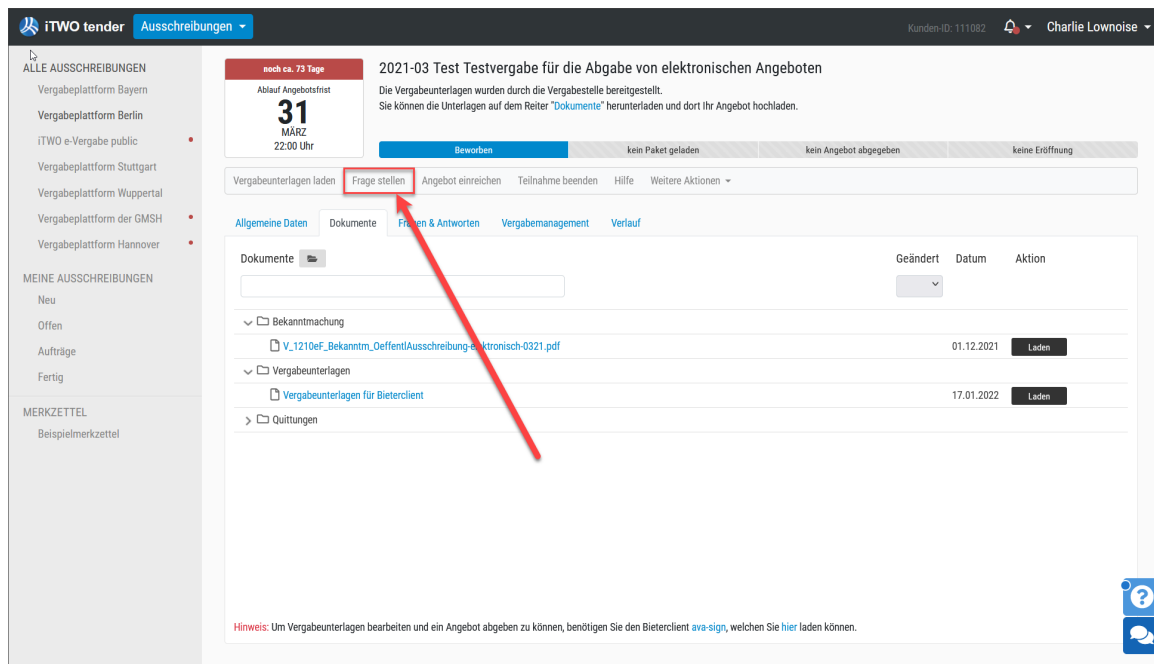 iTWO tender Ausschreibungen Kunden-ID: 111082 Charlie Lownoise
ALLE AUSSCHREIBUNGEN
Vergabeplattform Bayern
Vergabeplattform Berlin
iTWO e-Vergabe public
Vergabeplattform Stuttgart
Vergabeplattform Wuppertal
Vergabeplattform der GMSH
Vergabeplattform Hannover
MEINE AUSSCHREIBUNGEN
Neu
Offen
Aufträge
Fertig
MERKZETTEL
Beispielmerkzettel
noch ca. 73 Tage
Ablauf Angebotsfrist
31
MÄRZ
22:00 Uhr
2021-03 Test Testvergabe für die Abgabe von elektronischen Angeboten
Die Vergabeunterlagen wurden durch die Vergabestelle bereitgestellt.
Sie können die Unterlagen auf dem Reiter "Dokumente" herunterladen und dort Ihr Angebot hochladen.
Beworben kein Paket geladen kein Angebot abgegeben keine Eröffnung
Vergabeunterlagen laden Frage stellen Angebot einreichen Teilnahme beenden Hilfe Weitere Aktionen
Allgemeine Daten Dokumente Fragen & Antworten Vergabemanagement Verlauf
Dokumente Geändert Datum Aktion
Bekanntmachung
V_1210eF_Bekanntm_OeffentlAusschreibung-elektronisch-0321.pdf 01.12.2021 Laden
Vergabeunterlagen
Vergabeunterlagen für Bieterclient 17.01.2022 Laden
Quittungen
Hinweis: Um Vergabeunterlagen bearbeiten und ein Angebot abgeben zu können, benötigen Sie den Bieterclient ava-sign, welchen Sie hier laden können.